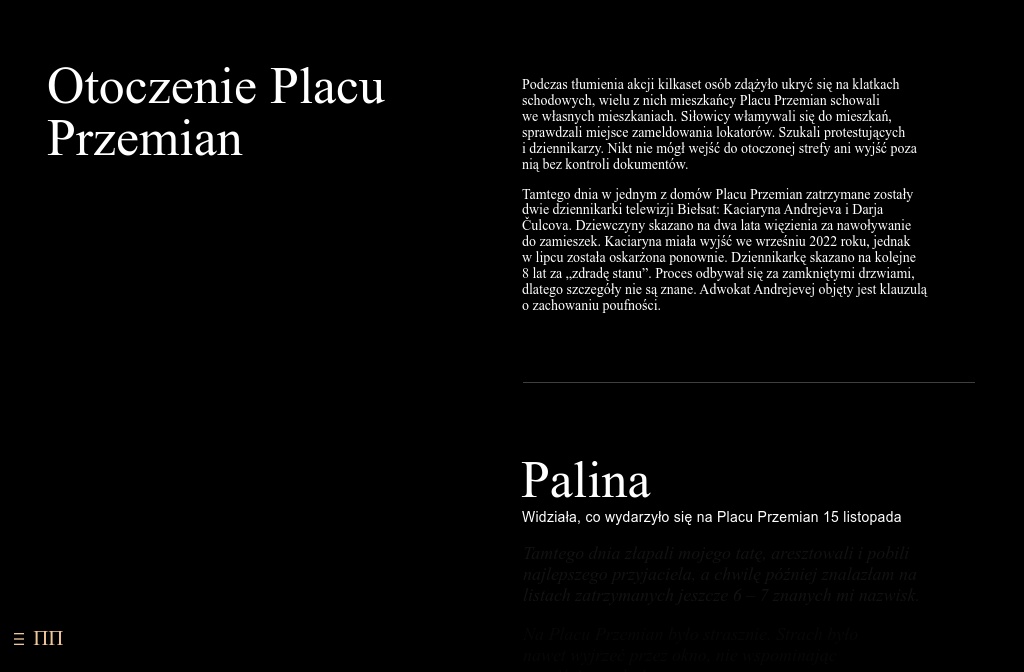 Otoczenie Placu
Przemian
Podczas tłumienia akcji kilkaset osób zdążyło ukryć się na klatkach
schodowych, wielu z nich mieszkańcy Placu Przemian schowali
we własnych mieszkaniach. Siłowicy włamywali się do mieszkań,
sprawdzali miejsce zameldowania lokatorów. Szukali protestujących
i dziennikarzy. Nikt nie mógł wejść do otoczonej strefy ani wyjść poza
nią bez kontroli dokumentów.
Tamtego dnia w jednym z domów Placu Przemian zatrzymane zostały
dwie dziennikarki telewizji Biełsat: Kaciaryna Andrejeva i Darja
Čulcova. Dziewczyny skazano na dwa lata więzienia za nawoływanie
do zamieszek. Kaciaryna miała wyjść we wrześniu 2022 roku, jednak
w lipcu została oskarżona ponownie. Dziennikarkę skazano na kolejne
8 lat za „zdradę stanu”. Proces odbywał się za zamkniętymi drzwiami,
dlatego szczegóły nie są znane. Adwokat Andrejevej objęty jest klauzulą
o zachowaniu poufności.
Palina
Widziała, co wydarzyło się na Placu Przemian 15 listopada
Tamtego dnia złapali mojego tatę, aresztowali i pobili
najlepszego przyjaciela, a chwilę później znalazłam na
listach zatrzymanych jeszcze 6 – 7 znanych mi nazwisk.
Na Placu Przemian było strasznie. Strach było
nawet wyjrzeć przez okno, nie wspominając
ПП